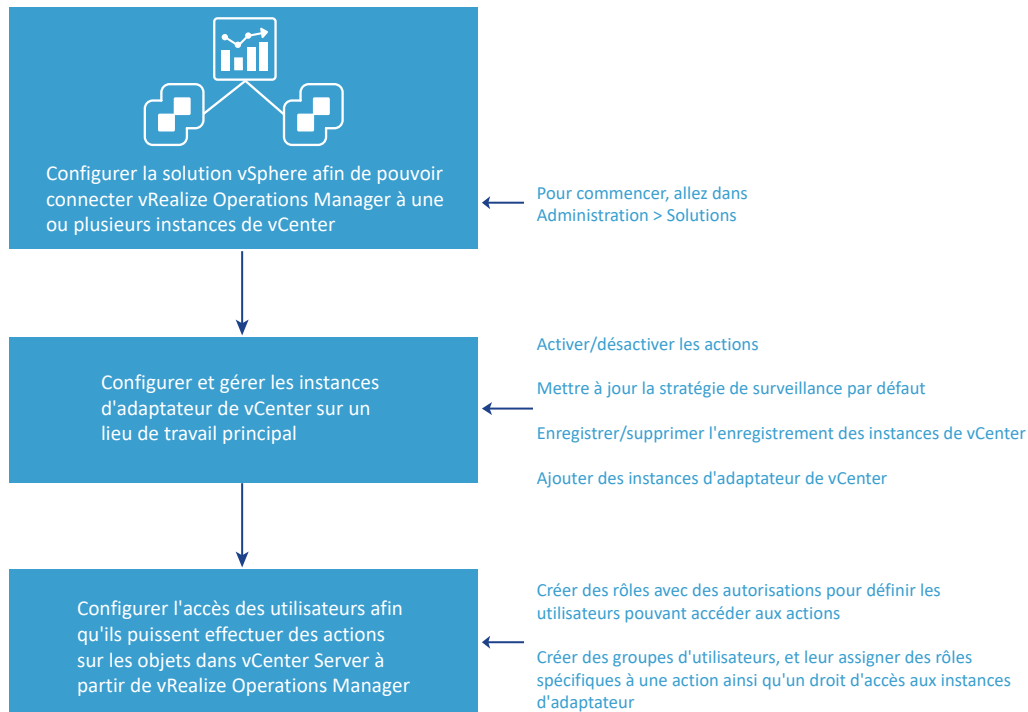 Configurer la solution vSphere afin de pouvoir
connecter vRealize Operations Manager à une
ou plusieurs instances de vCenter
Pour commencer, allez dans
Administration > Solutions
Configurer et gérer les instances
d'adaptateur de vCenter sur un
lieu de travail principal
Activer/désactiver les actions
Mettre à jour la stratégie de surveillance par défaut
Enregistrer/supprimer l'enregistrement des instances de vCenter
Ajouter des instances d'adaptateur de vCenter
Configurer l'accès des utilisateurs afin
qu'ils puissent effectuer des actions
sur les objets dans vCenter Server à
partir de vRealize Operations Manager
Créer des rôles avec des autorisations pour définir les
utilisateurs pouvant accéder aux actions
Créer des groupes d'utilisateurs, et leur assigner des rôles
spécifiques à une action ainsi qu'un droit d'accès aux instances
d'adaptateur